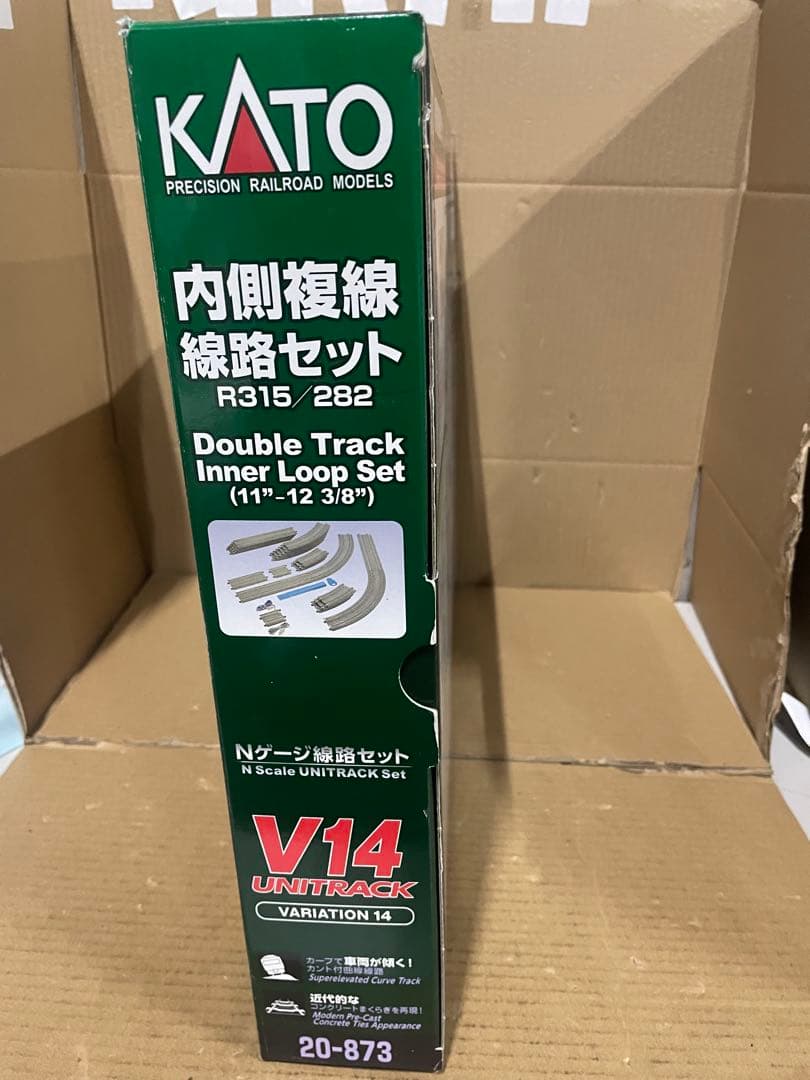 KATO
PRECISION RAILROAD MODELS
内側複線
線路セット
R315/282
Double Track
Inner Loop Set
(11”-12 3/8”)
Nゲージ線路セット
N Scale UNITRACK Set
V14
UNITRACK
VARIATION 14
カーブで車両が傾く!
カント付曲線線路
Superelevated Curve Track
近代的な
コンクリートまくらぎを再現!
Modern Pre-Cast
Concrete Ties Appearance
20-873